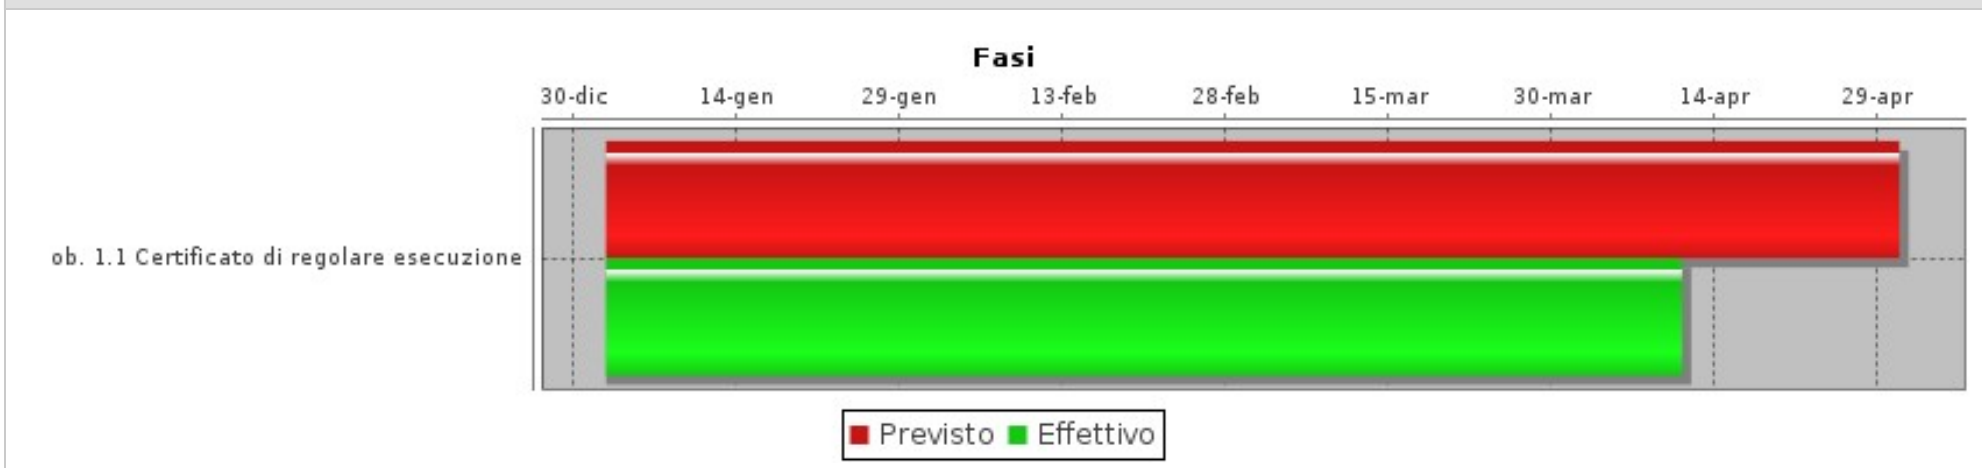 Fasi
30-dic 14-gen 29-gen 13-feb 28-feb 15-mar 30-mar 14-apr 29-apr
ob. 1.1 Certificato di regolare esecuzione
Previsto Effettivo